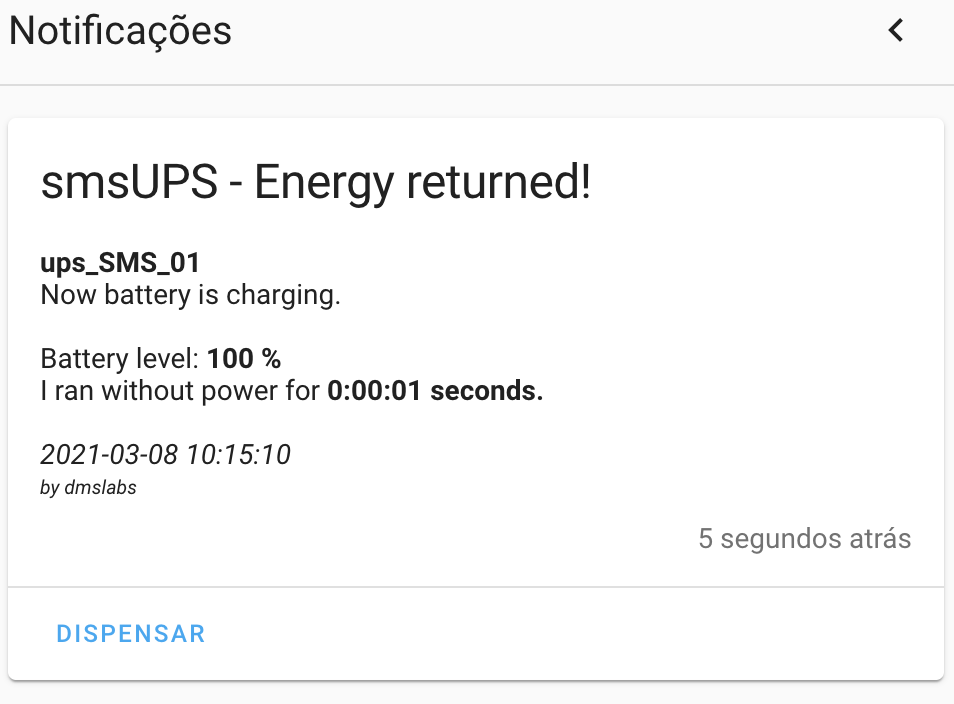 Notificações
smsUPS - Energy returned!
ups_SMS_01
Now battery is charging.
Battery level: 100 %
I ran without power for 0:00:01 seconds.
2021-03-08 10:15:10
by dmslabs
5 segundos atrás
DISPENSAR